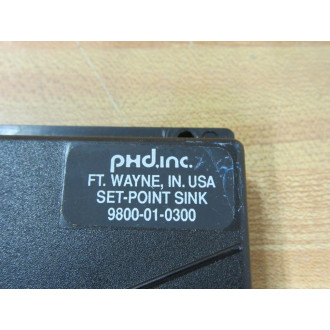 phd.inc.
FT. WAYNE, IN. USA
SET-POINT SINK
9800-01-0300